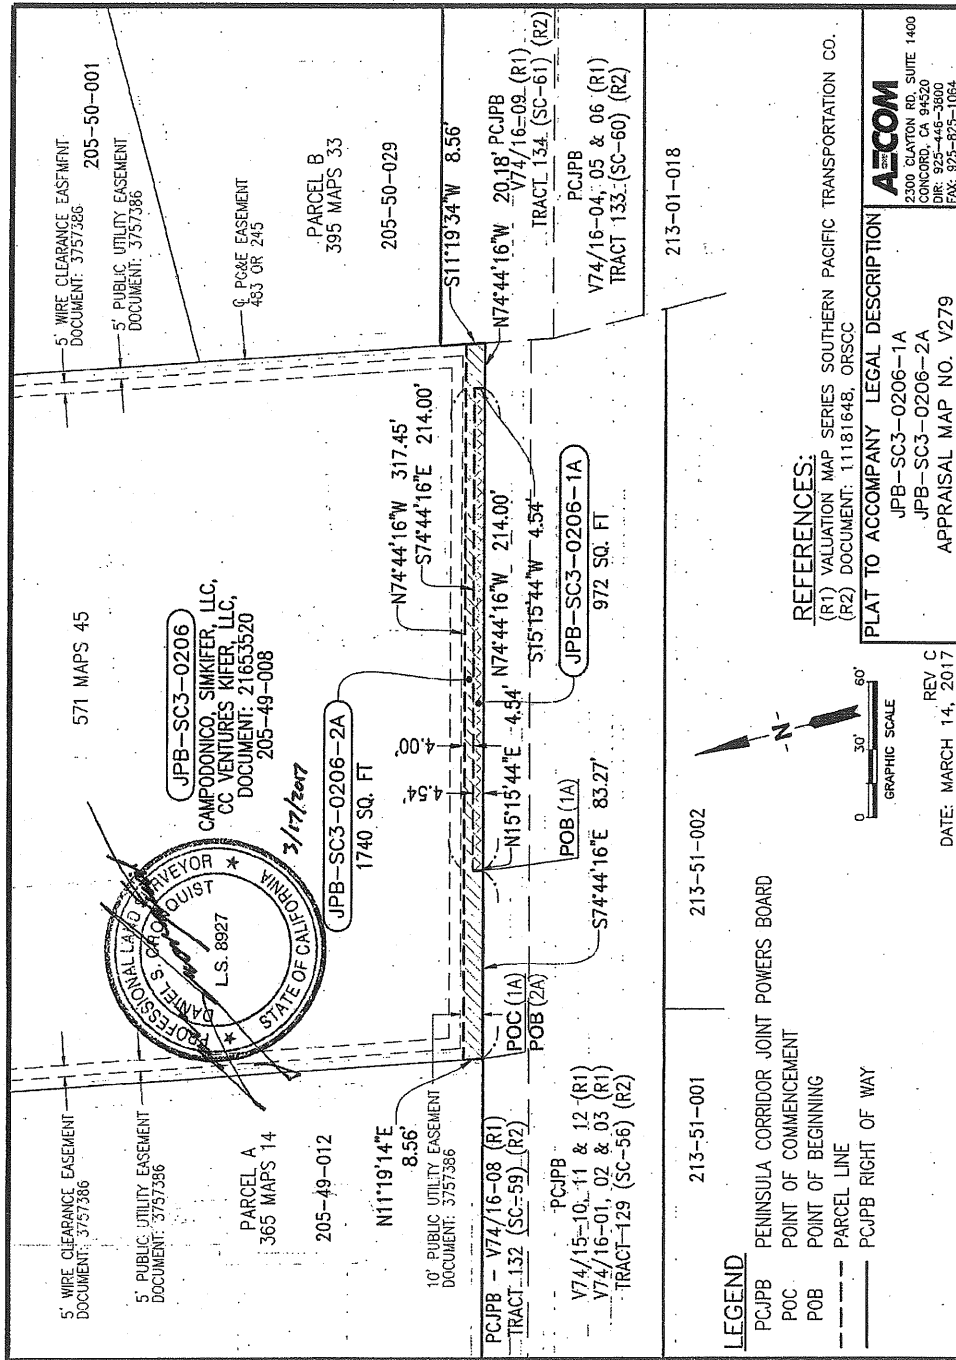 5' WIRE CLEARANCE EASEMENT
DOCUMENT: 3757386
5' PUBLIC UTILITY EASEMENT
DOCUMENT: 3757386
PARCEL A
365 MAPS 14
205-49-012
N11°19'14"E
8.56'
10' PUBLIC UTILITY EASEMENT
DOCUMENT: 3757386
PROFESSIONAL LAND SURVEYOR
DANIEL S. CRONQUIST
L.S. 8927
STATE OF CALIFORNIA
3/17/2017
571 MAPS 45
JPB-SC3-0206
CAMPODONICO, SIMKIFER, LLC,
CC VENTURES KIFER, LLC,
DOCUMENT: 21653520
205-49-008
JPB-SC3-0206-2A
1740 SQ. FT
4.54'
4.00'
N74°44'16"W 317.45'
S74°44'16"E 214.00'
5' WIRE CLEARANCE EASEMENT
DOCUMENT: 3757386
205-50-001
5' PUBLIC UTILITY EASEMENT
DOCUMENT: 3757386
℄ PG&E EASEMENT
483 OR 245
PARCEL B
395 MAPS 33
205-50-029
S11°19'34"W 8.56'
N74°44'16"W 20.18'
PCJPB
V74/16-09 (R1)
TRACT 134 (SC-61) (R2)
PCJPB
V74/16-04, 05 & 06 (R1)
TRACT 133 (SC-60) (R2)
213-01-018
PCJPB - V74/16-08 (R1)
TRACT 132 (SC-59) (R2)
POC (1A)
POB (2A)
PCJPB
V74/15-10, 11 & 12 (R1)
V74/16-01, 02 & 03 (R1)
TRACT 129 (SC-56) (R2)
S74°44'16"E 83.27'
POB (1A)
N15°15'44"E 4.54'
N74°44'16"W 214.00'
S15°15'44"W 4.54'
JPB-SC3-0206-1A
972 SQ. FT
213-51-001
213-51-002
LEGEND
PCJPB PENINSULA CORRIDOR JOINT POWERS BOARD
POC POINT OF COMMENCEMENT
POB POINT OF BEGINNING
PARCEL LINE
PCJPB RIGHT OF WAY
-N-
0 30' 60'
GRAPHIC SCALE
REV C
DATE: MARCH 14, 2017
REFERENCES:
(R1) VALUATION MAP SERIES SOUTHERN PACIFIC TRANSPORTATION CO.
(R2) DOCUMENT: 11181648, ORSCC
PLAT TO ACCOMPANY LEGAL DESCRIPTION
JPB-SC3-0206-1A
JPB-SC3-0206-2A
APPRAISAL MAP NO. V279
AECOM
2300 CLAYTON RD, SUITE 1400
CONCORD, CA 94520
DIR: 925-446-3800
FAX: 925-825-1064